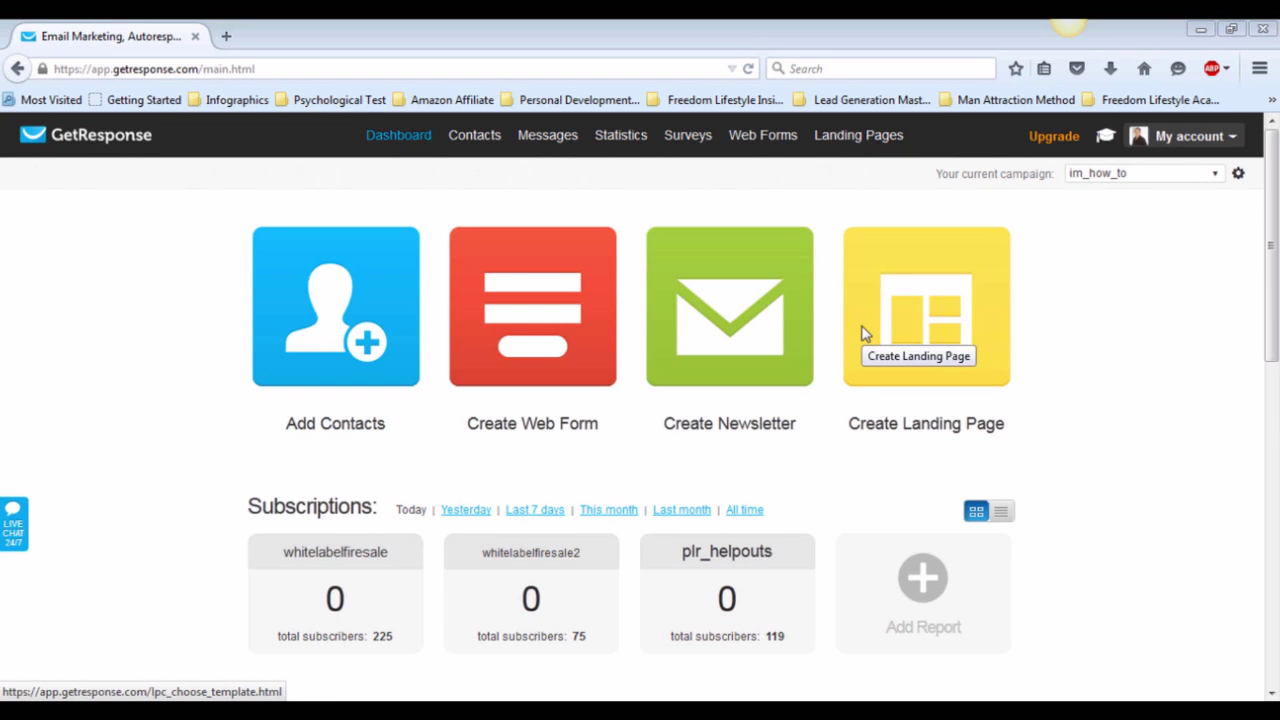 Email Marketing, Autoresp...
https://app.getresponse.com/main.html
Search
ABP
Most Visited Getting Started Infographics Psychological Test Amazon Affiliate Personal Development... Freedom Lifestyle Insi... Lead Generation Mast... Man Attraction Method Freedom Lifestyle Aca...
GetResponse Dashboard Contacts Messages Statistics Surveys Web Forms Landing Pages Upgrade My account
Your current campaign: im_how_to
Create Landing Page
Add Contacts Create Web Form Create Newsletter Create Landing Page
Subscriptions: Today | Yesterday | Last 7 days | This month | Last month | All time
LIVE
CHAT
24/7
whitelabelfiresale whitelabelfiresale2 plr_helpouts
0 0 0
Add Report
total subscribers: 225 total subscribers: 75 total subscribers: 119
https://app.getresponse.com/lpc_choose_template.html